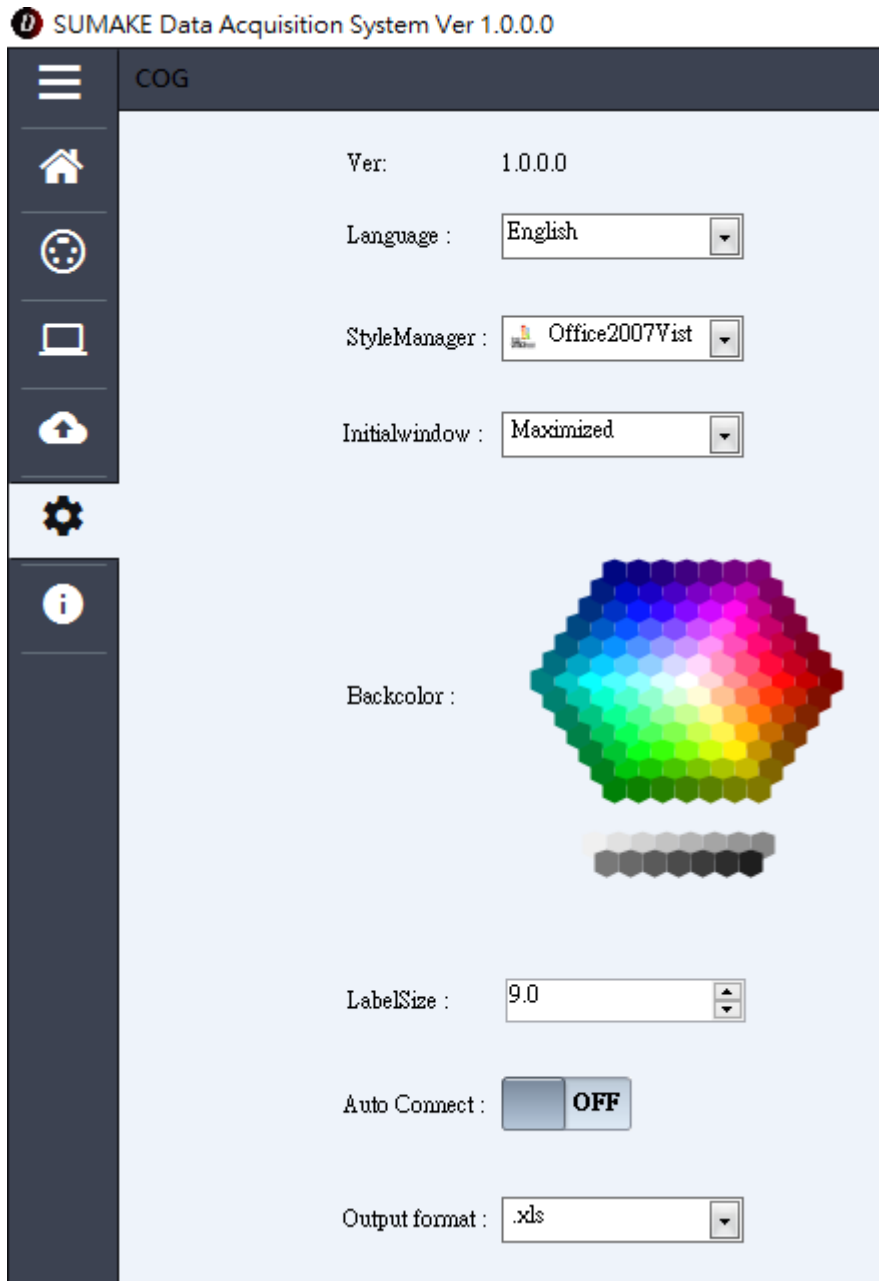 SUMAKE Data Acquisition System Ver 1.0.0.0
COG
Ver: 1.0.0.0
Language : English
StyleManager : Office2007Vist
Initialwindow : Maximized
Backcolor :
LabelSize : 9.0
Auto Connect : OFF
Output format : .xls